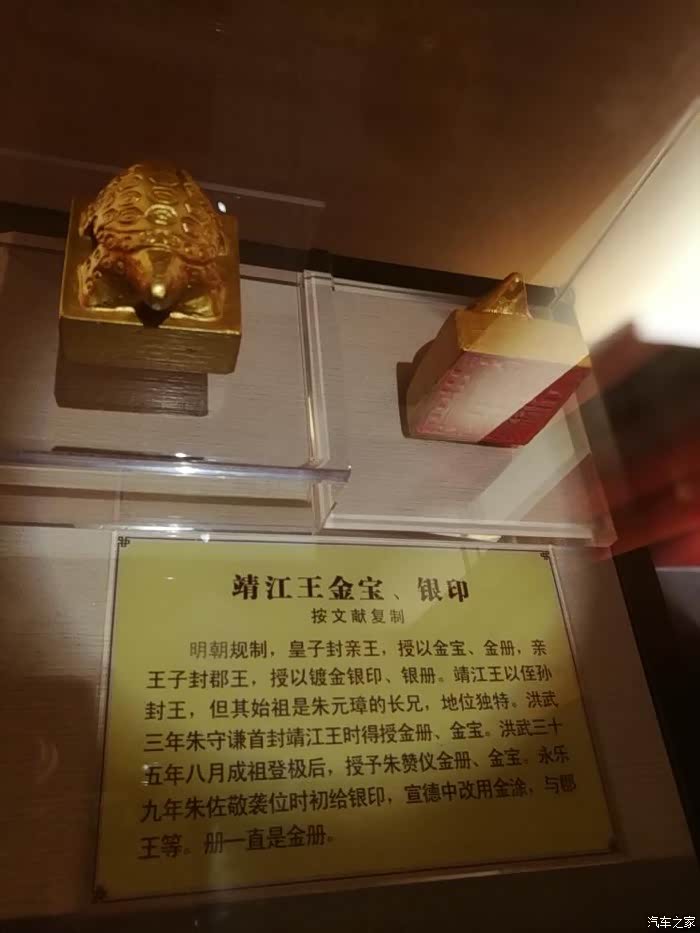 靖江王金宝、银印
按文献复制
明朝规制，皇子封亲王，授以金宝、金册，亲
王子封郡王，授以镀金银印、银册。靖江王以侄孙
封王，但其始祖是朱元璋的长兄，地位独特。洪武
三年朱守谦首封靖江王时得授金册、金宝。洪武三十
五年八月成祖登极后，授予朱赞仪金册、金宝。永乐
九年朱佐敬袭位时初给银印，宣德中改用金涂，与郡
王等。册一直是金册。
汽车之家